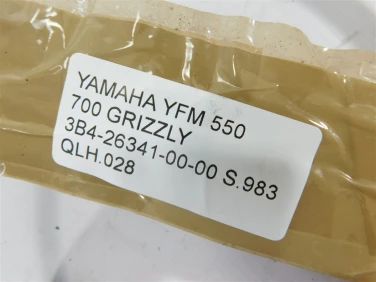 YAMAHA YFM 550
700 GRIZZLY
3B4-26341-00-00 S.983
QLH.028